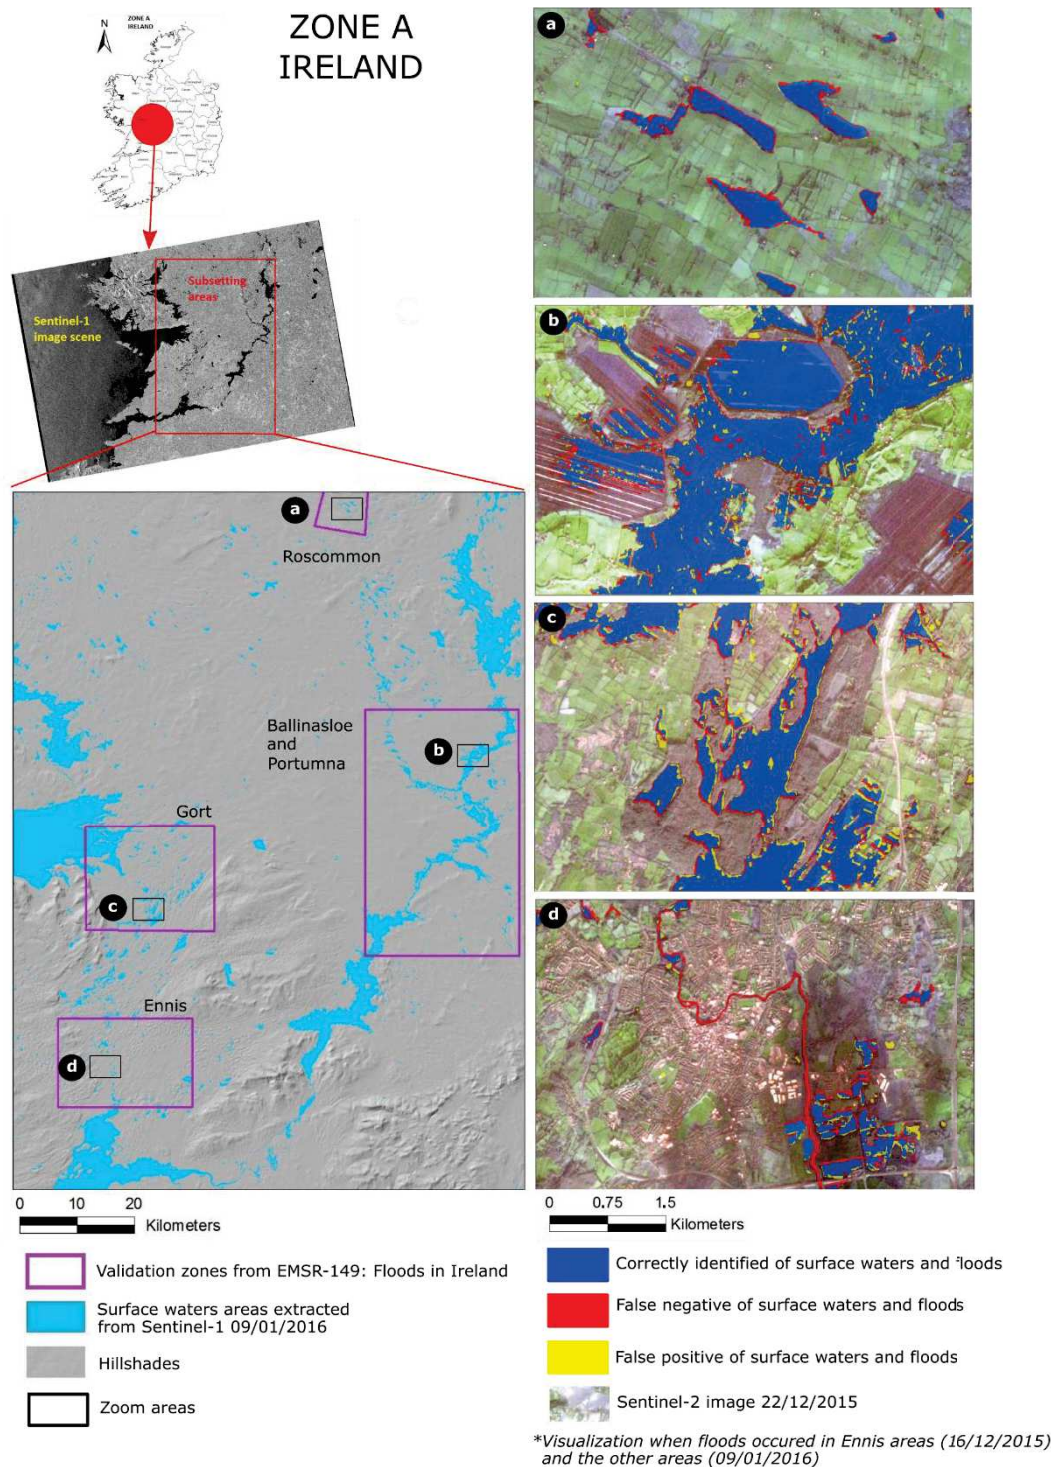 ZONE A
IRELAND
N
ZONE A
IRELAND
Subsetting
areas
Sentinel-1
image scene
a
Roscommon
Ballinasloe
and
Portumna
b
Gort
c
Ennis
d
0 10 20
Kilometers
Validation zones from EMSR-149: Floods in Ireland
Surface waters areas extracted
from Sentinel-1 09/01/2016
Hillshades
Zoom areas
a
b
c
d
0 0.75 1.5
Kilometers
Correctly identified of surface waters and floods
False negative of surface waters and floods
False positive of surface waters and floods
Sentinel-2 image 22/12/2015
*Visualization when floods occured in Ennis areas (16/12/2015)
and the other areas (09/01/2016)